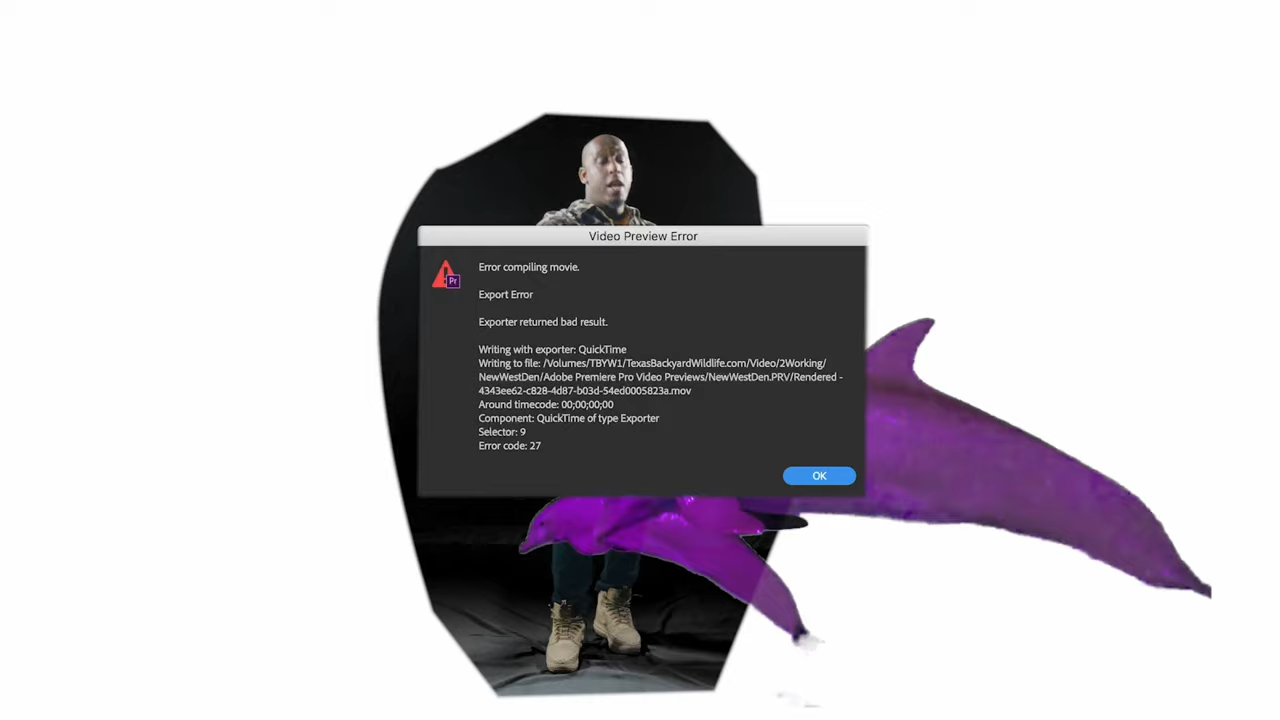 Video Preview Error
Error compiling movie.
Export Error
Exporter returned bad result.
Writing with exporter: QuickTime
Writing to file: /Volumes/TBYW1/TexasBackyardWildlife.com/Video/2Working/
NewWestDen/Adobe Premiere Pro Video Previews/NewWestDen.PRV/Rendered -
4343ee62-c828-4d87-b03d-54ed0005823a.mov
Around timecode: 00;00;00;00
Component: QuickTime of type Exporter
Selector: 9
Error code: 27
Pr
OK